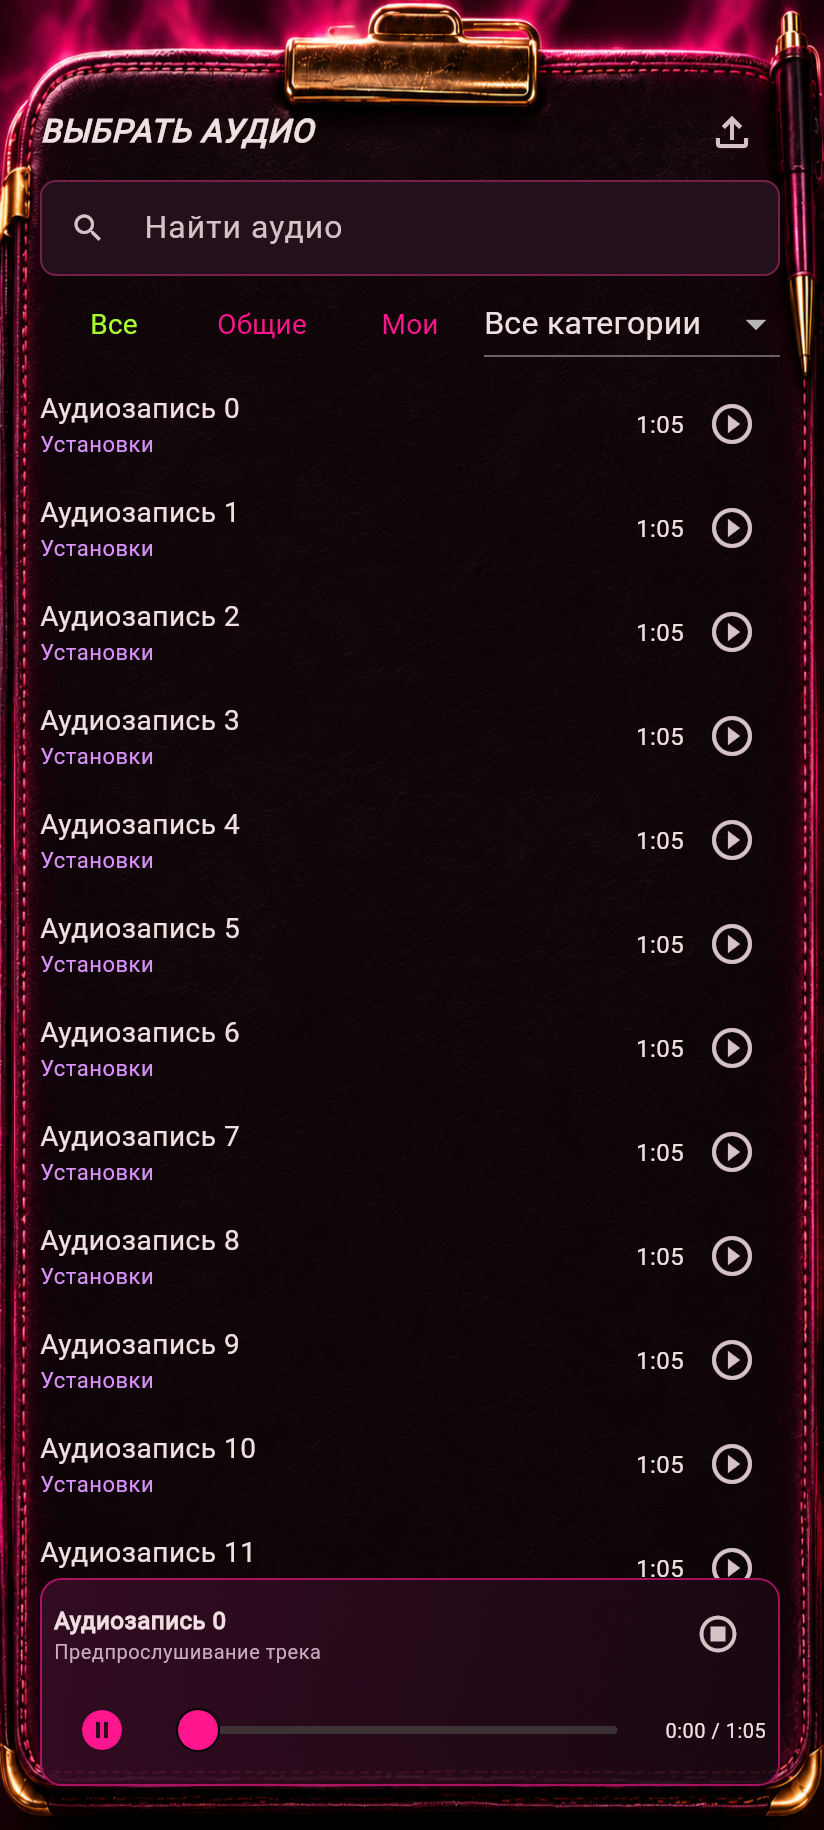 ВЫБРАТЬ АУДИО
Найти аудио
Все Общие Мои Все категории
Аудиозапись 0
Установки
1:05
Аудиозапись 1
Установки
1:05
Аудиозапись 2
Установки
1:05
Аудиозапись 3
Установки
1:05
Аудиозапись 4
Установки
1:05
Аудиозапись 5
Установки
1:05
Аудиозапись 6
Установки
1:05
Аудиозапись 7
Установки
1:05
Аудиозапись 8
Установки
1:05
Аудиозапись 9
Установки
1:05
Аудиозапись 10
Установки
1:05
Аудиозапись 11
1:05
Аудиозапись 0
Предпрослушивание трека
0:00 / 1:05